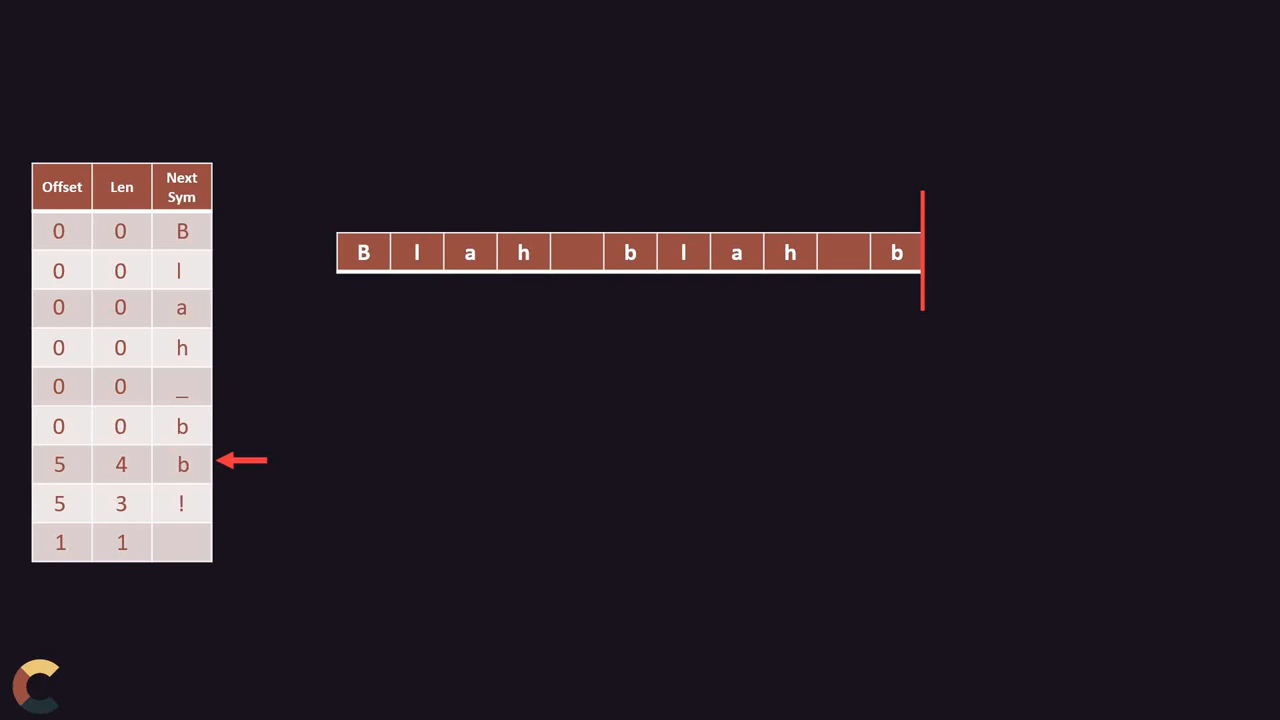 Offset Len Next Sym
0 0 B
0 0 l
0 0 a
0 0 h
0 0 _
0 0 b
5 4 b
5 3 !
1 1
B l a h b l a h b